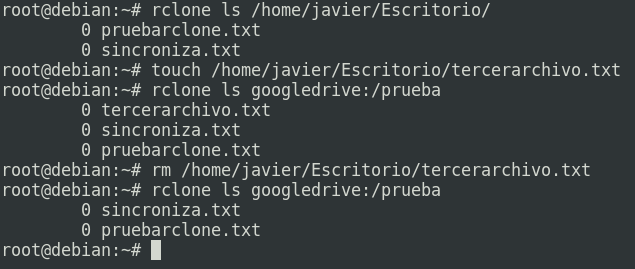 root@debian:~# rclone ls /home/javier/Escritorio/
        0 pruebarclone.txt
        0 sincroniza.txt
root@debian:~# touch /home/javier/Escritorio/tercerarchivo.txt
root@debian:~# rclone ls googledrive:/prueba
        0 tercerarchivo.txt
        0 sincroniza.txt
        0 pruebarclone.txt
root@debian:~# rm /home/javier/Escritorio/tercerarchivo.txt
root@debian:~# rclone ls googledrive:/prueba
        0 sincroniza.txt
        0 pruebarclone.txt
root@debian:~#